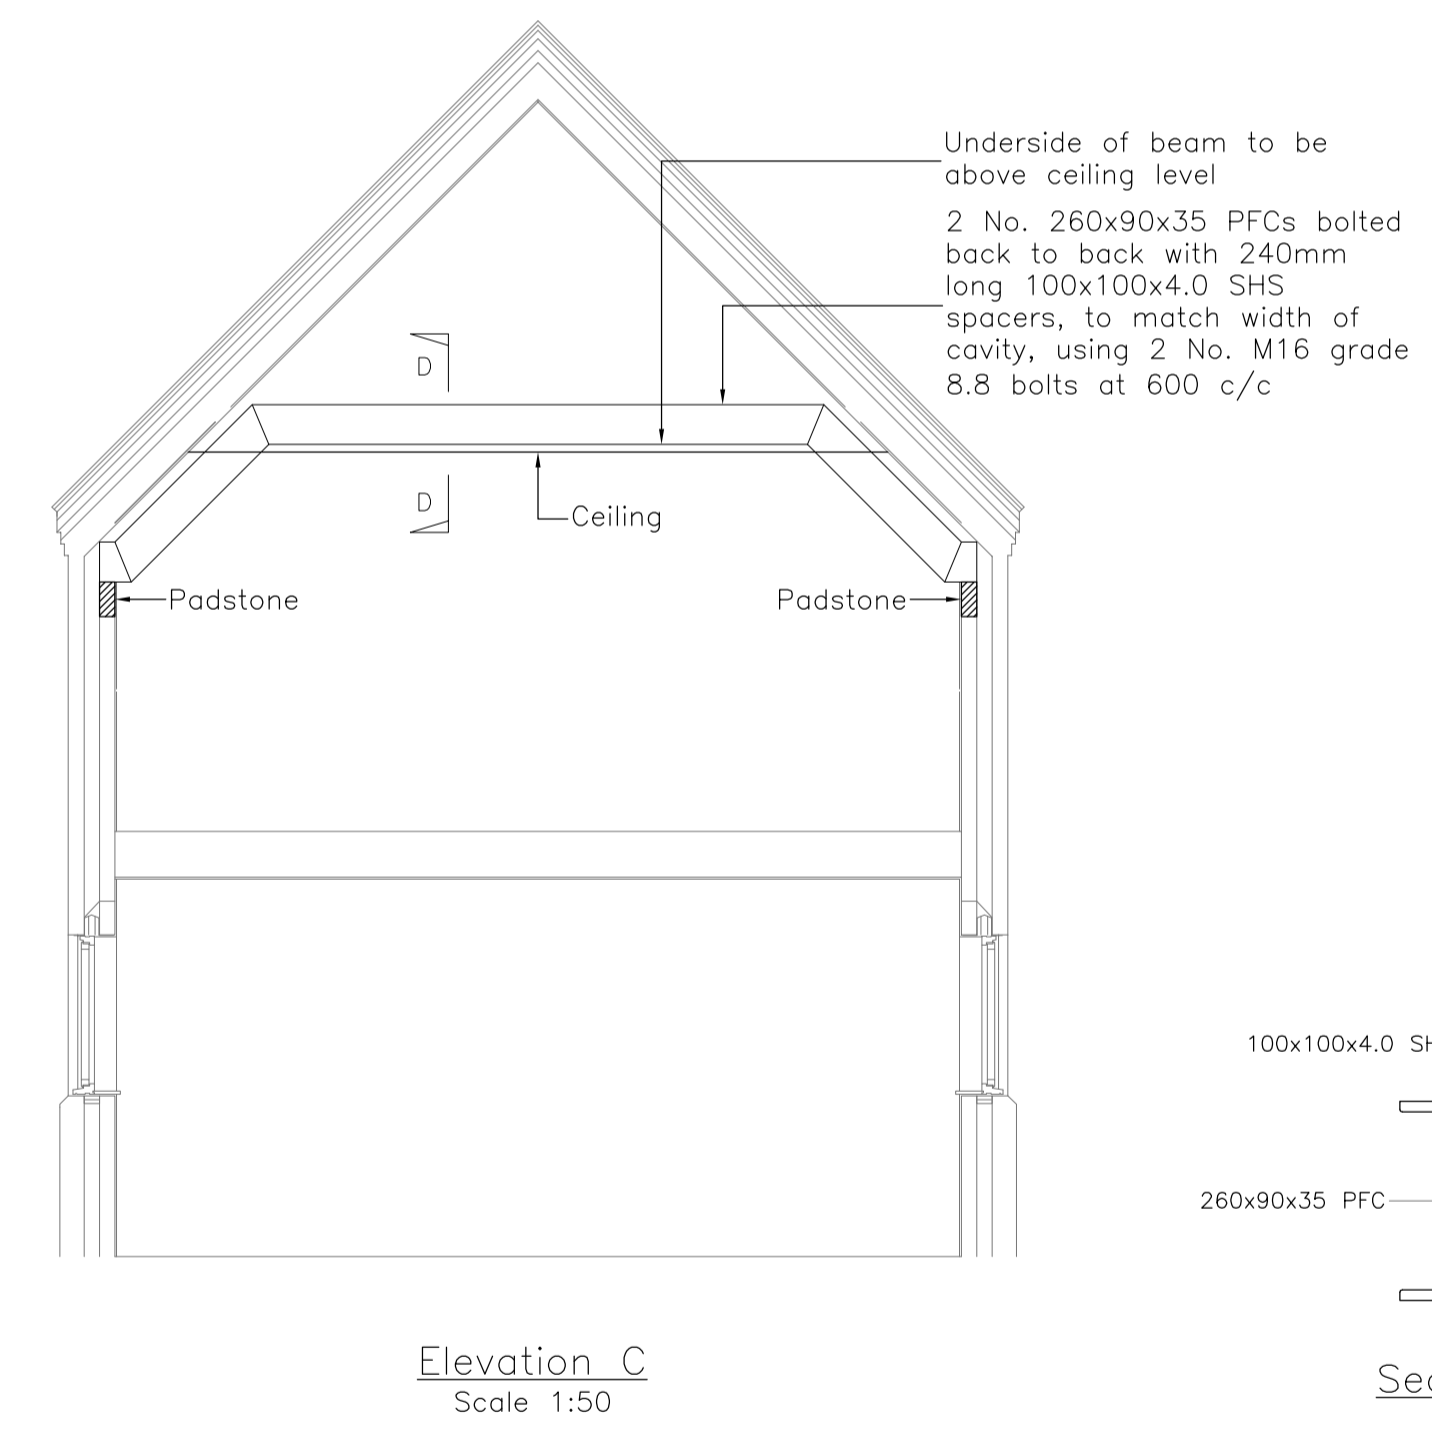 Underside of beam to be
above ceiling level
2 No. 260x90x35 PFCs bolted
back to back with 240mm
long 100x100x4.0 SHS
spacers, to match width of
cavity, using 2 No. M16 grade
8.8 bolts at 600 c/c
D
D
Ceiling
Padstone
Padstone
100x100x4.0
260x90x35 PFC
Elevation C
Scale 1:50